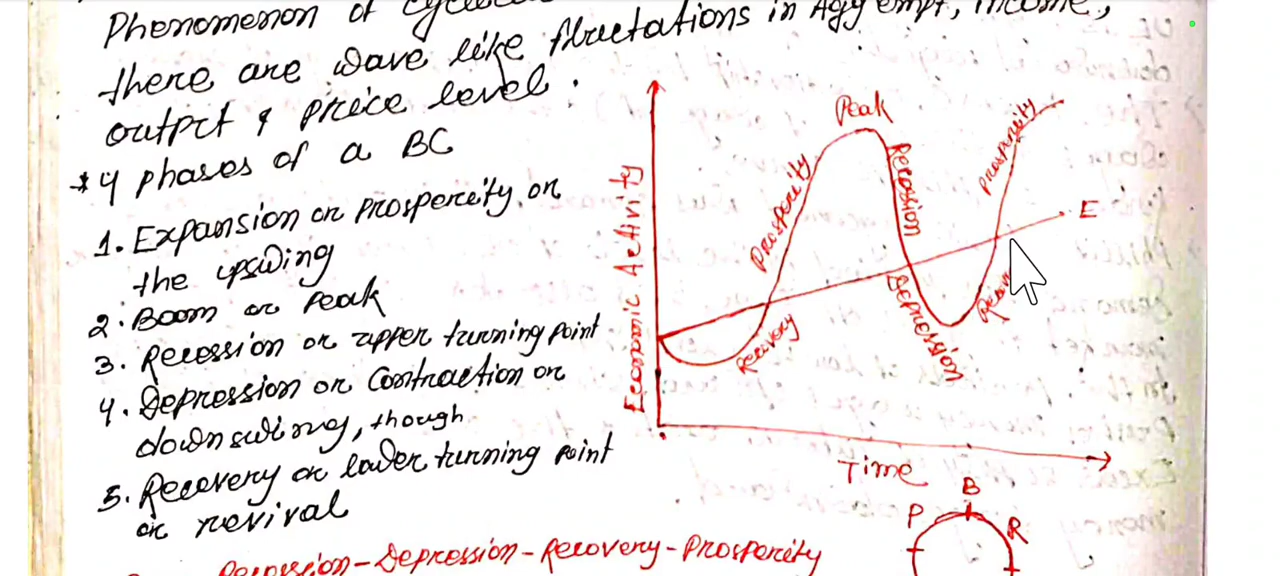 Phenomenon of
there are wave like fluctations in Agg empt, income,
output & price level.
* 4 phases of a BC
1. Expansion or prosperity or
the upswing
2. Boom or Peak
3. Recession or upper turning point
4. Depression or Contraction or
downswing, though
5. Recovery or lower turning point
or revival
Recession-Depression-Recovery-Prosperity
Economic Activity
Recovery
Prosperity
Peak
Recession
Depression
Prosperity
E
Time
B
P
R